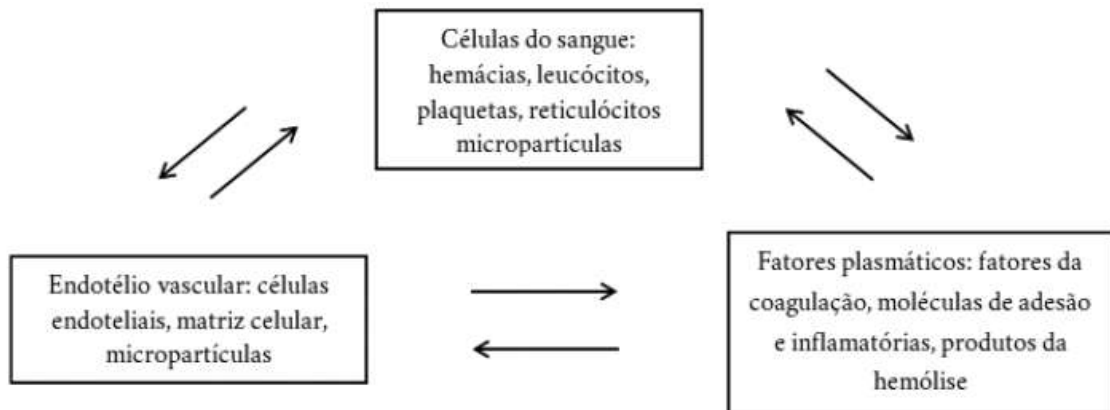 Células do sangue:
hemácias, leucócitos,
plaquetas, reticulócitos
micropartículas
Endotélio vascular: células
endoteliais, matriz celular,
micropartículas
Fatores plasmáticos: fatores da
coagulação, moléculas de adesão
e inflamatórias, produtos da
hemólise